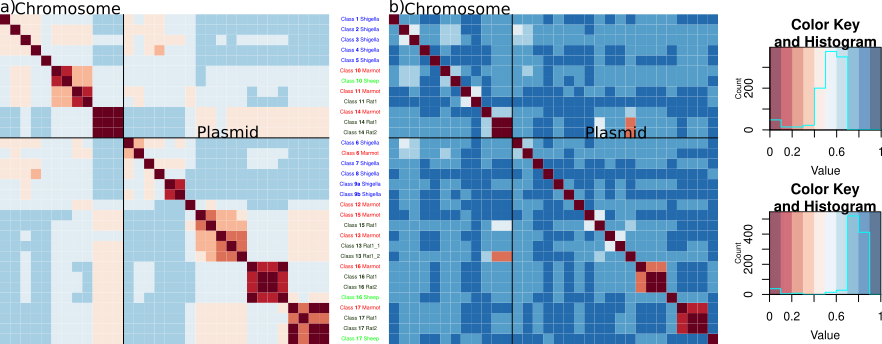 a)Chromosome
Plasmid
Class 1 Shigella
Class 2 Shigella
Class 3 Shigella
Class 4 Shigella
Class 5 Shigella
Class 10 Marmot
Class 10 Sheep
Class 11 Marmot
Class 11 Rat1
Class 14 Marmot
Class 14 Rat1
Class 14 Rat2
Class 6 Shigella
Class 6 Marmot
Class 7 Shigella
Class 8 Shigella
Class 9a Shigella
Class 9b Shigella
Class 12 Marmot
Class 15 Marmot
Class 15 Rat1
Class 13 Marmot
Class 13 Rat1_1
Class 13 Rat1_2
Class 16 Marmot
Class 16 Rat1
Class 16 Rat2
Class 16 Sheep
Class 17 Marmot
Class 17 Rat1
Class 17 Rat2
Class 17 Sheep
b)Chromosome
Plasmid
Color Key
and Histogram
Count
0 200
0 0.2 0.6 1
Value
Color Key
and Histogram
Count
0 200 400
0 0.2 0.6 1
Value